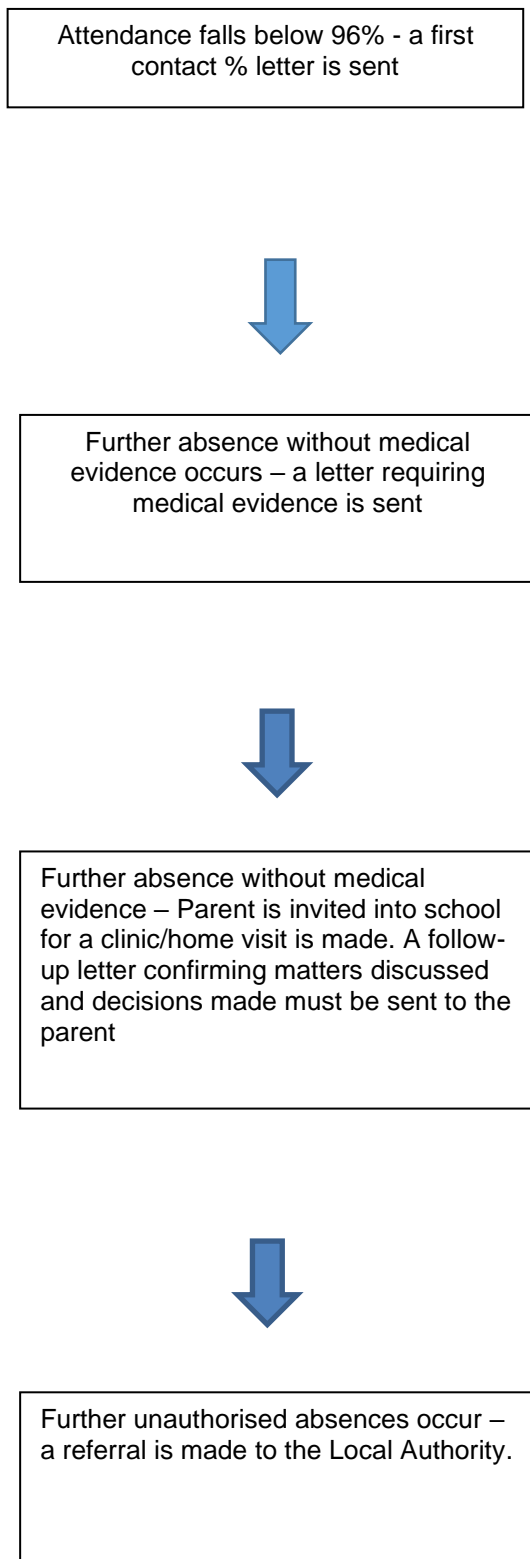 Attendance falls below 96% - a first
contact % letter is sent
Further absence without medical
evidence occurs – a letter requiring
medical evidence is sent
Further absence without medical
evidence – Parent is invited into school
for a clinic/home visit is made. A follow-
up letter confirming matters discussed
and decisions made must be sent to the
parent
Further unauthorised absences occur –
a referral is made to the Local Authority.